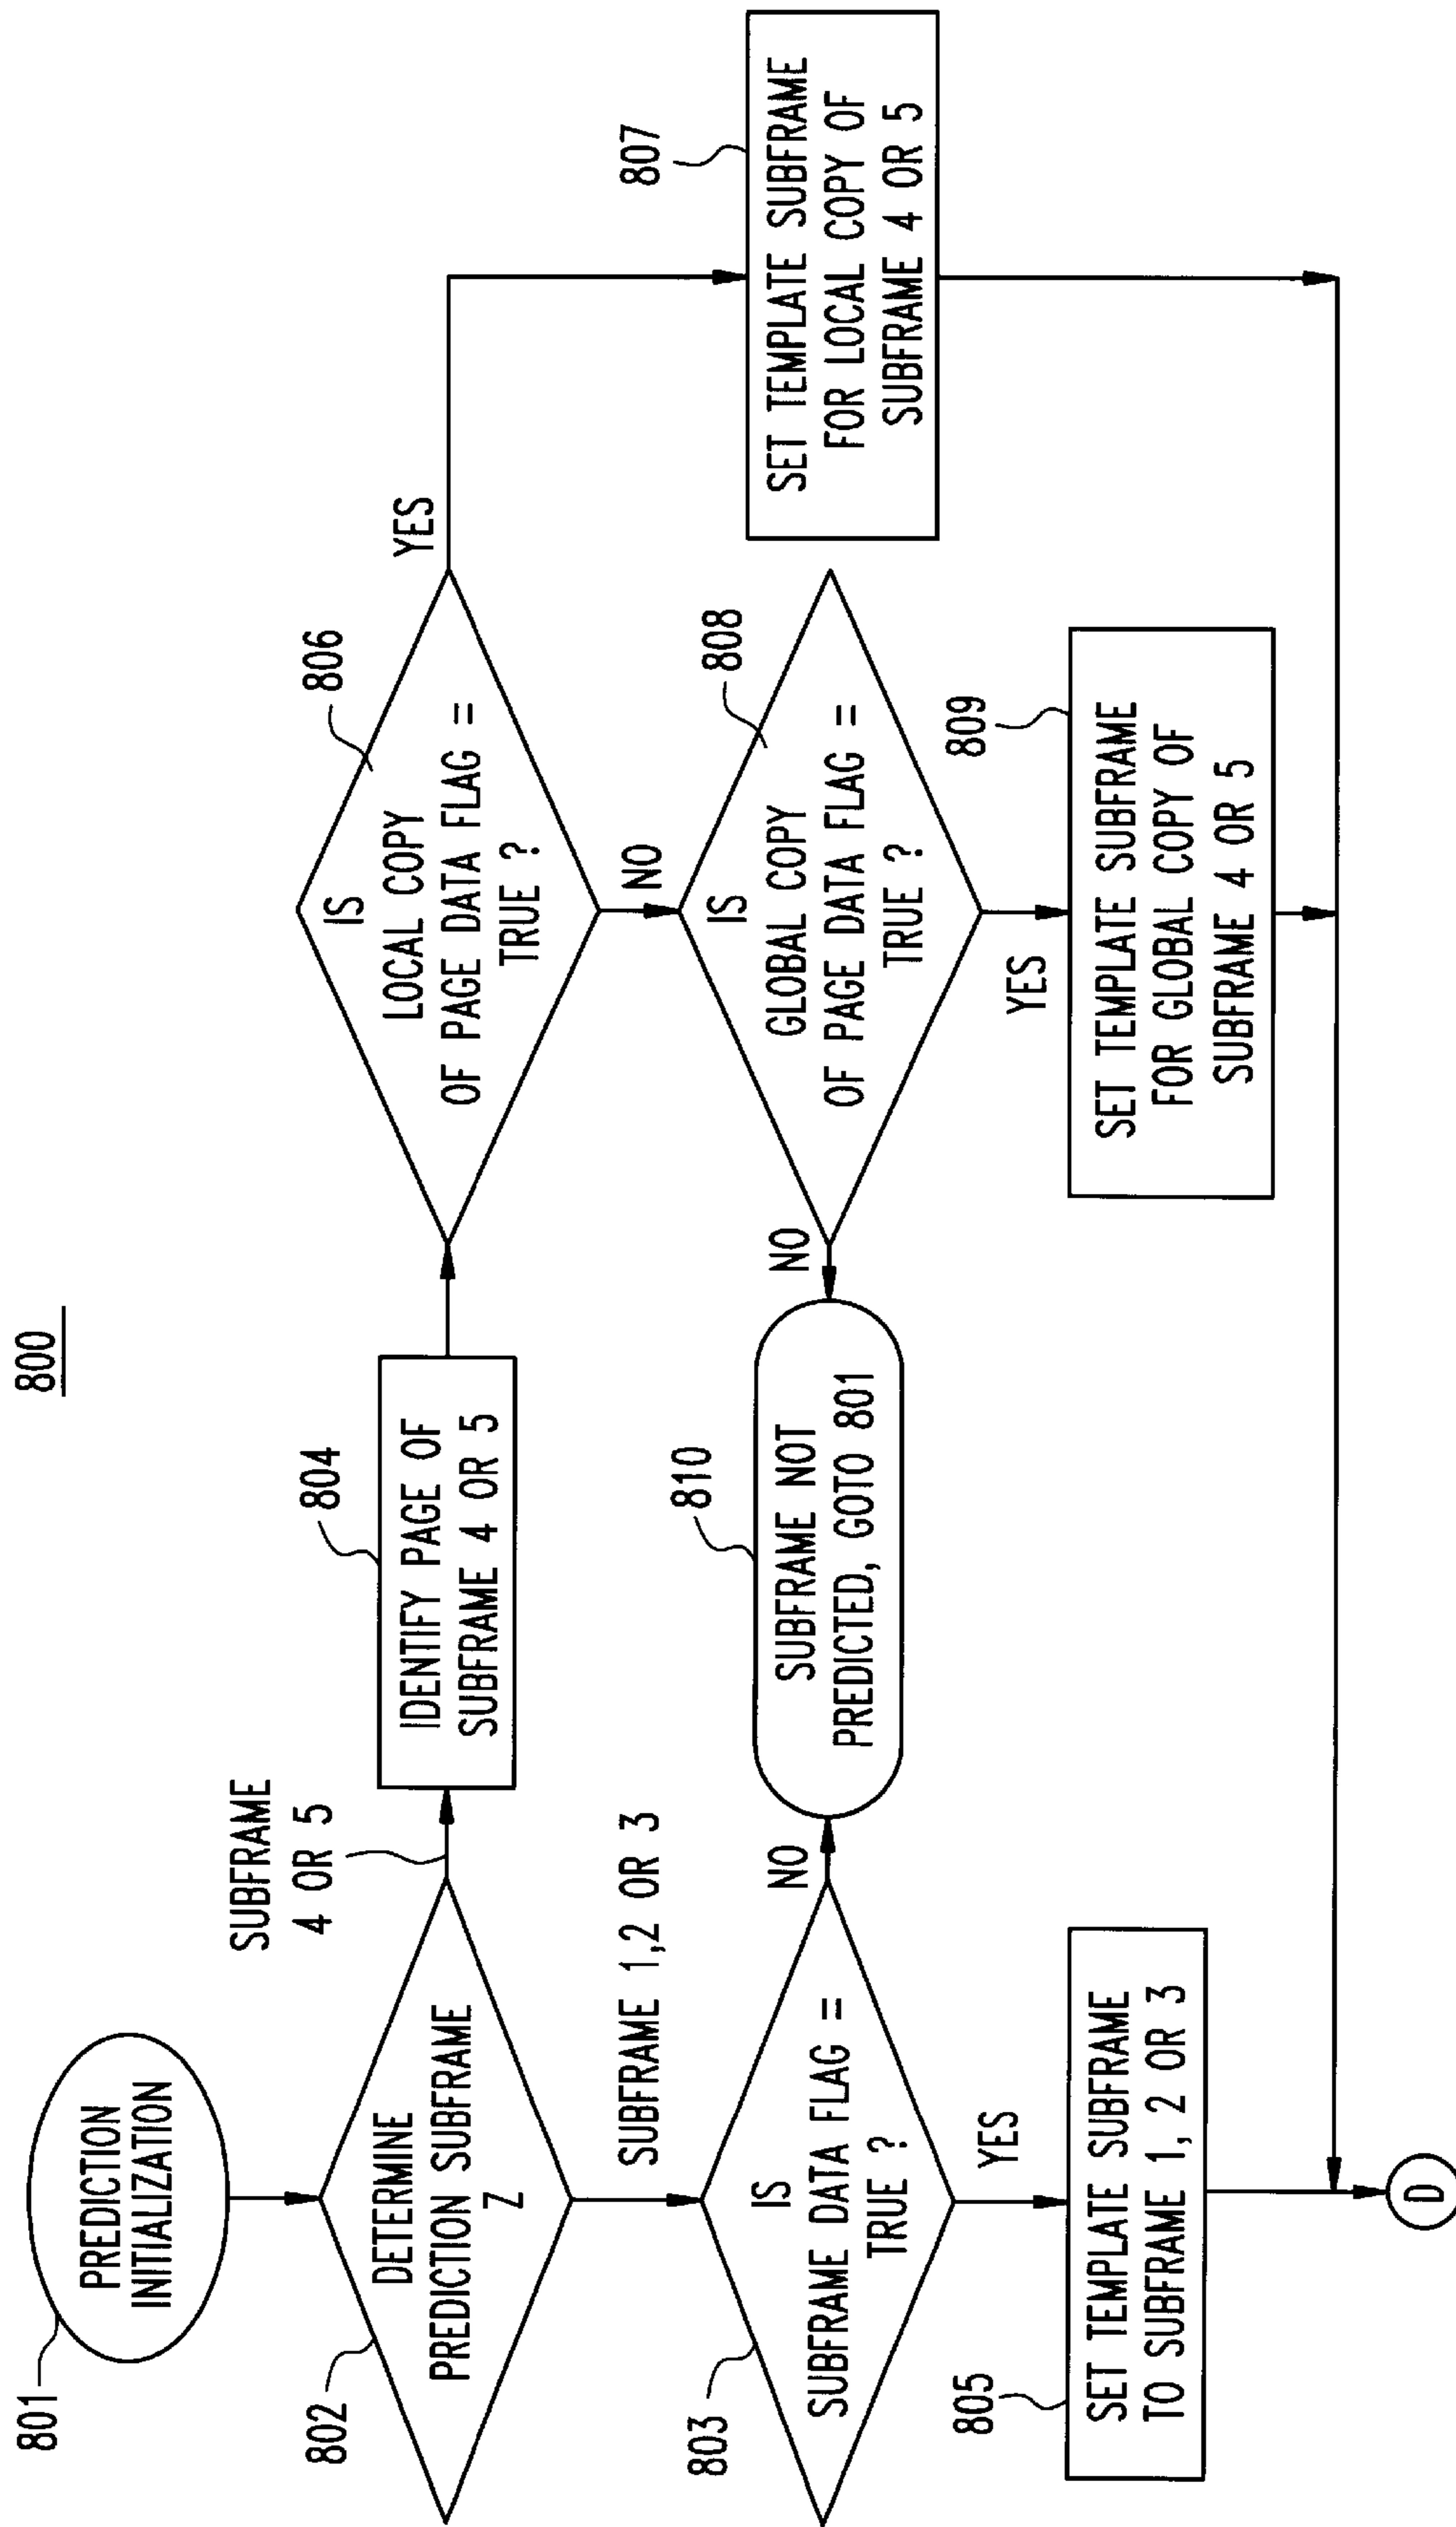 800
801
PREDICTION
INITIALIZATION
802
DETERMINE
PREDICTION SUBFRAME
Z
SUBFRAME
4 OR 5
804
IDENTIFY PAGE OF
SUBFRAME 4 OR 5
806
IS
LOCAL COPY
OF PAGE DATA FLAG =
TRUE ?
YES
NO
807
SET TEMPLATE SUBFRAME
FOR LOCAL COPY OF
SUBFRAME 4 OR 5
SUBFRAME 1,2 OR 3
803
IS
SUBFRAME DATA FLAG =
TRUE ?
NO
YES
810
SUBFRAME NOT
PREDICTED, GOTO 801
NO
808
IS
GLOBAL COPY
OF PAGE DATA FLAG =
TRUE ?
YES
805
SET TEMPLATE SUBFRAME
TO SUBFRAME 1, 2 OR 3
809
SET TEMPLATE SUBFRAME
FOR GLOBAL COPY OF
SUBFRAME 4 OR 5
D